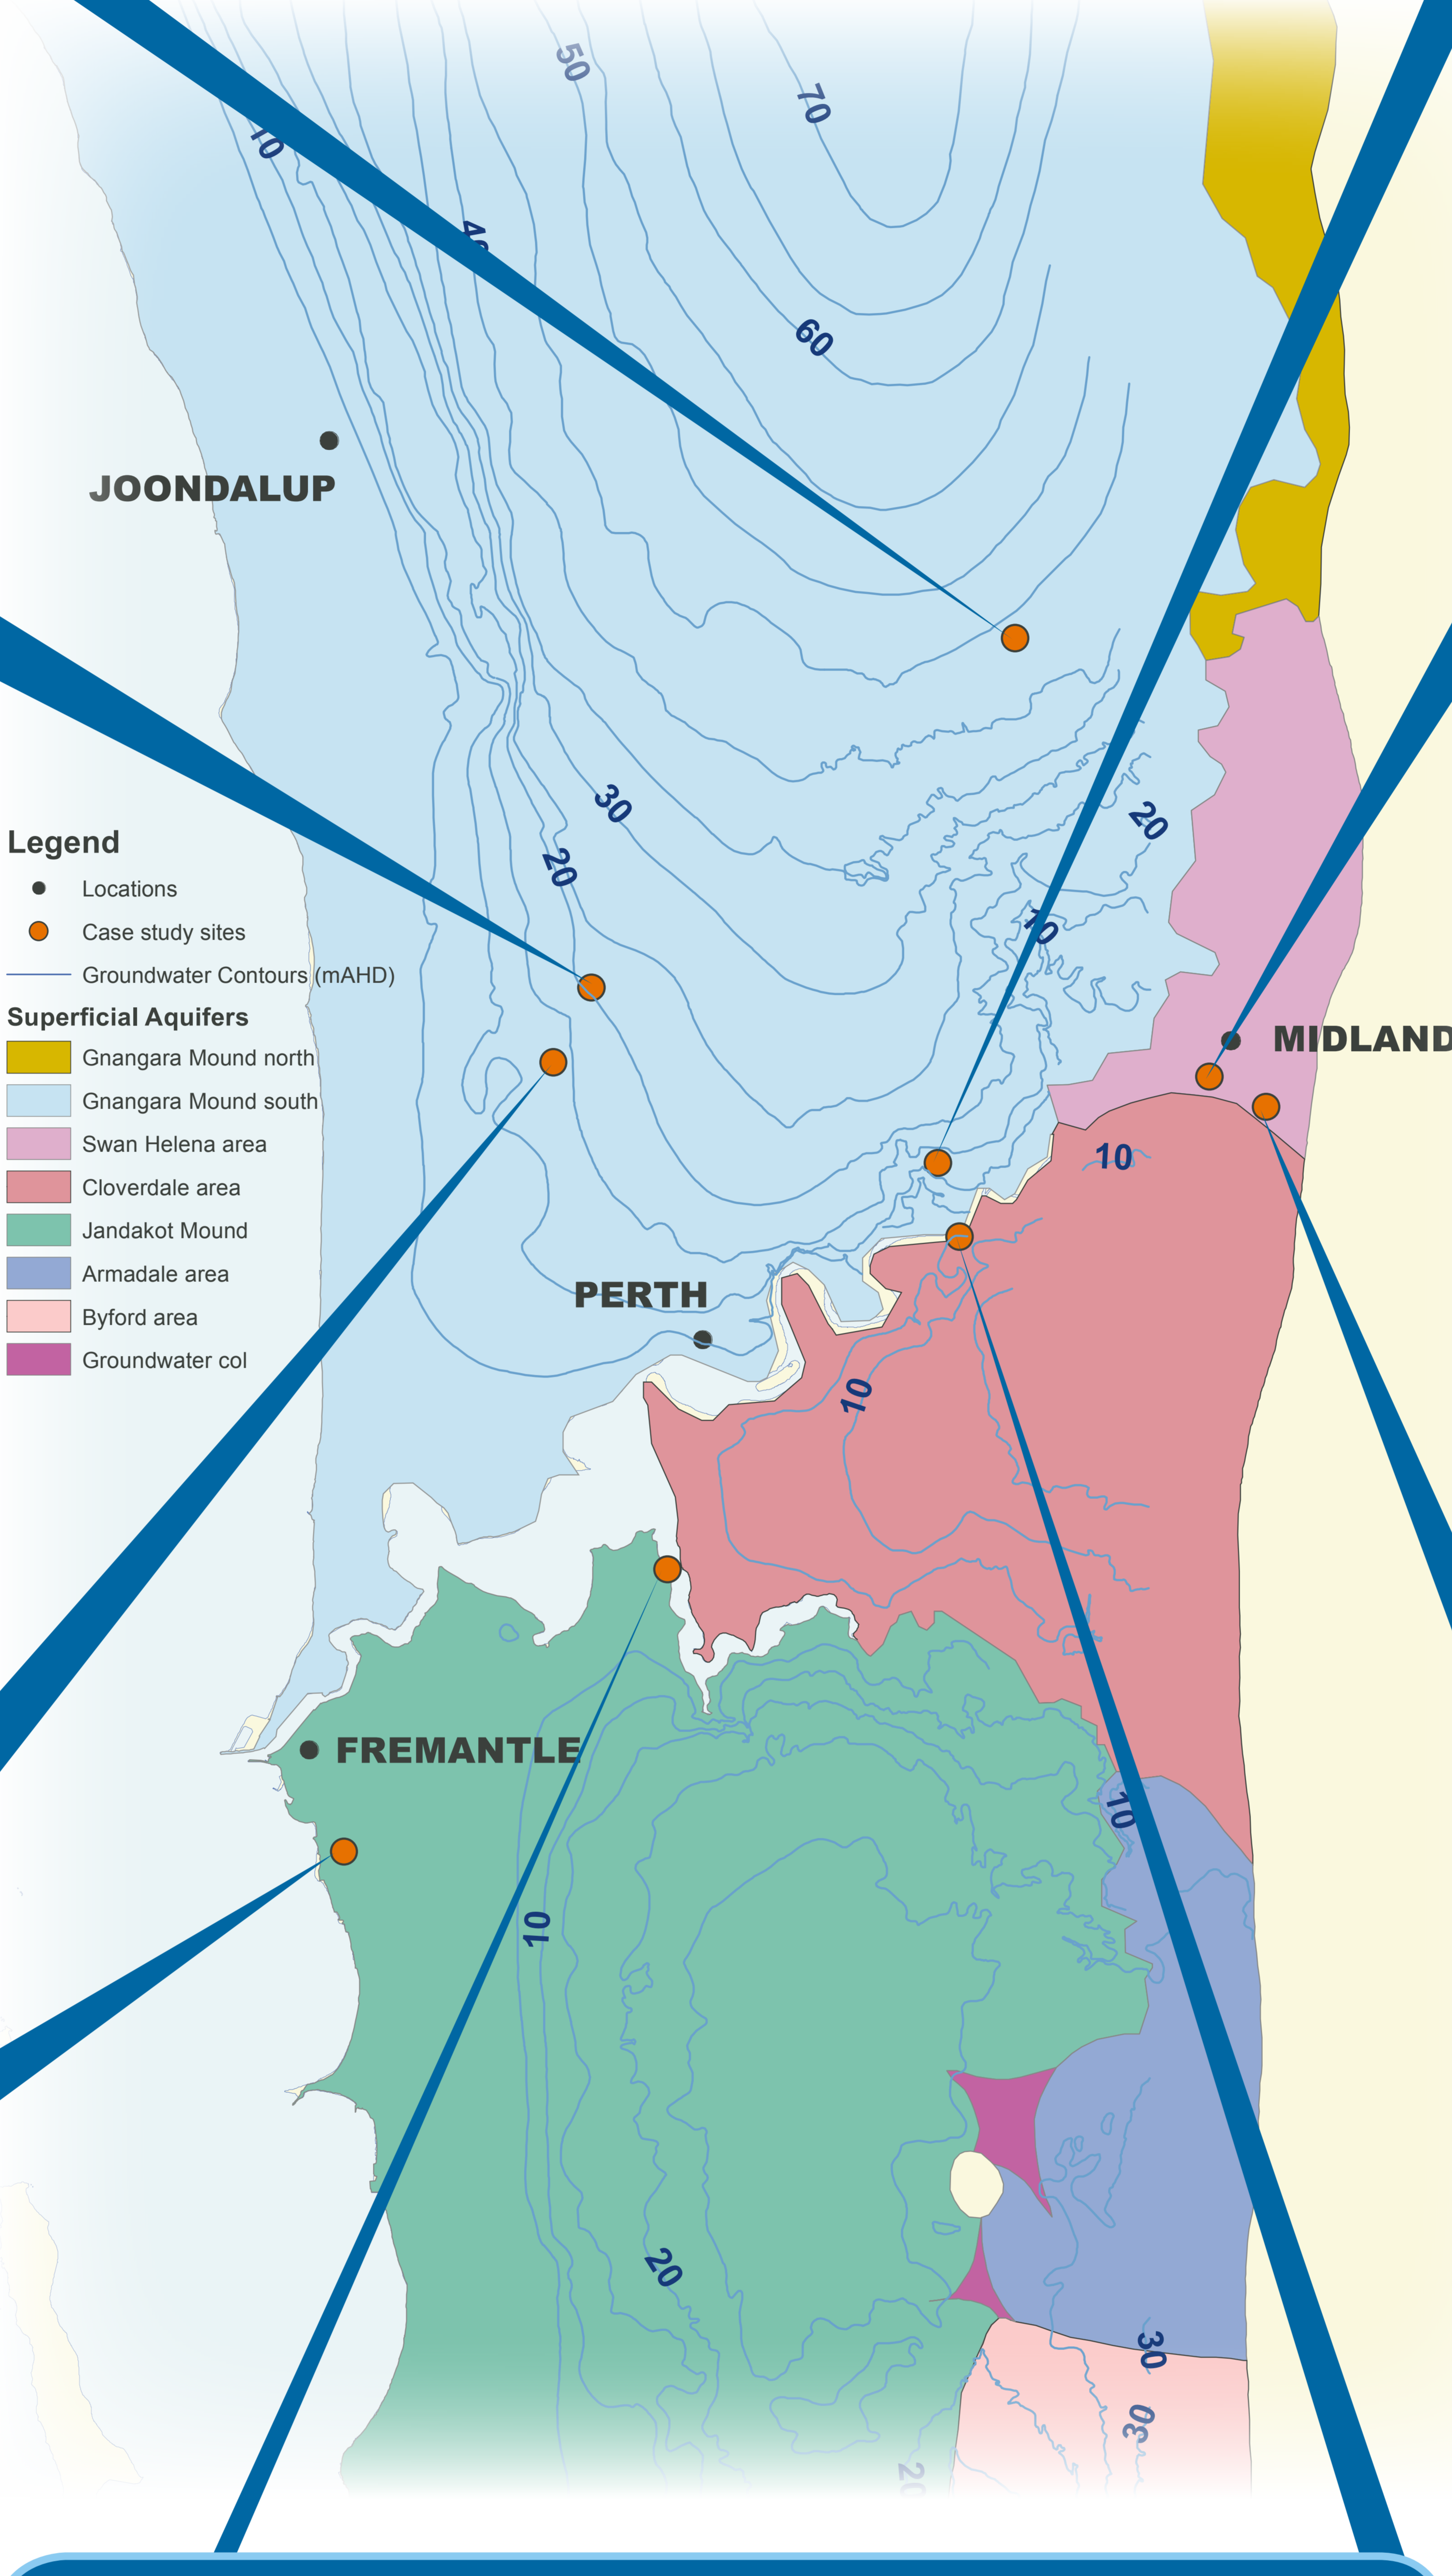 50
70
10
40
60
JOONDALUP
30
20
20
Legend
Locations
10
Case study sites
Groundwater Contours (mAHD)
Superficial Aquifers
Gnangara Mound north
MIDLAND
Gnangara Mound south
Swan Helena area
10
Cloverdale area
Jandakot Mound
Armadale area
PERTH
Byford area
Groundwater col
10
FREMANTLE
10
10
20
30
30
20